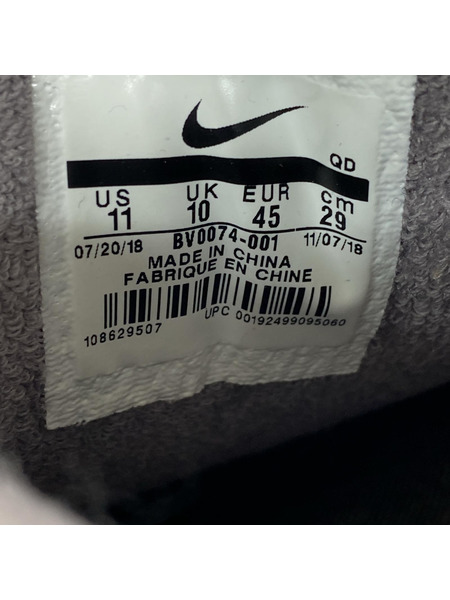 QD
US UK EUR cm
11 10 45 29
07/20/18 BV0074-001 11/07/18
MADE IN CHINA
FABRIQUE EN CHINE
108629507 UPC 00192499095060